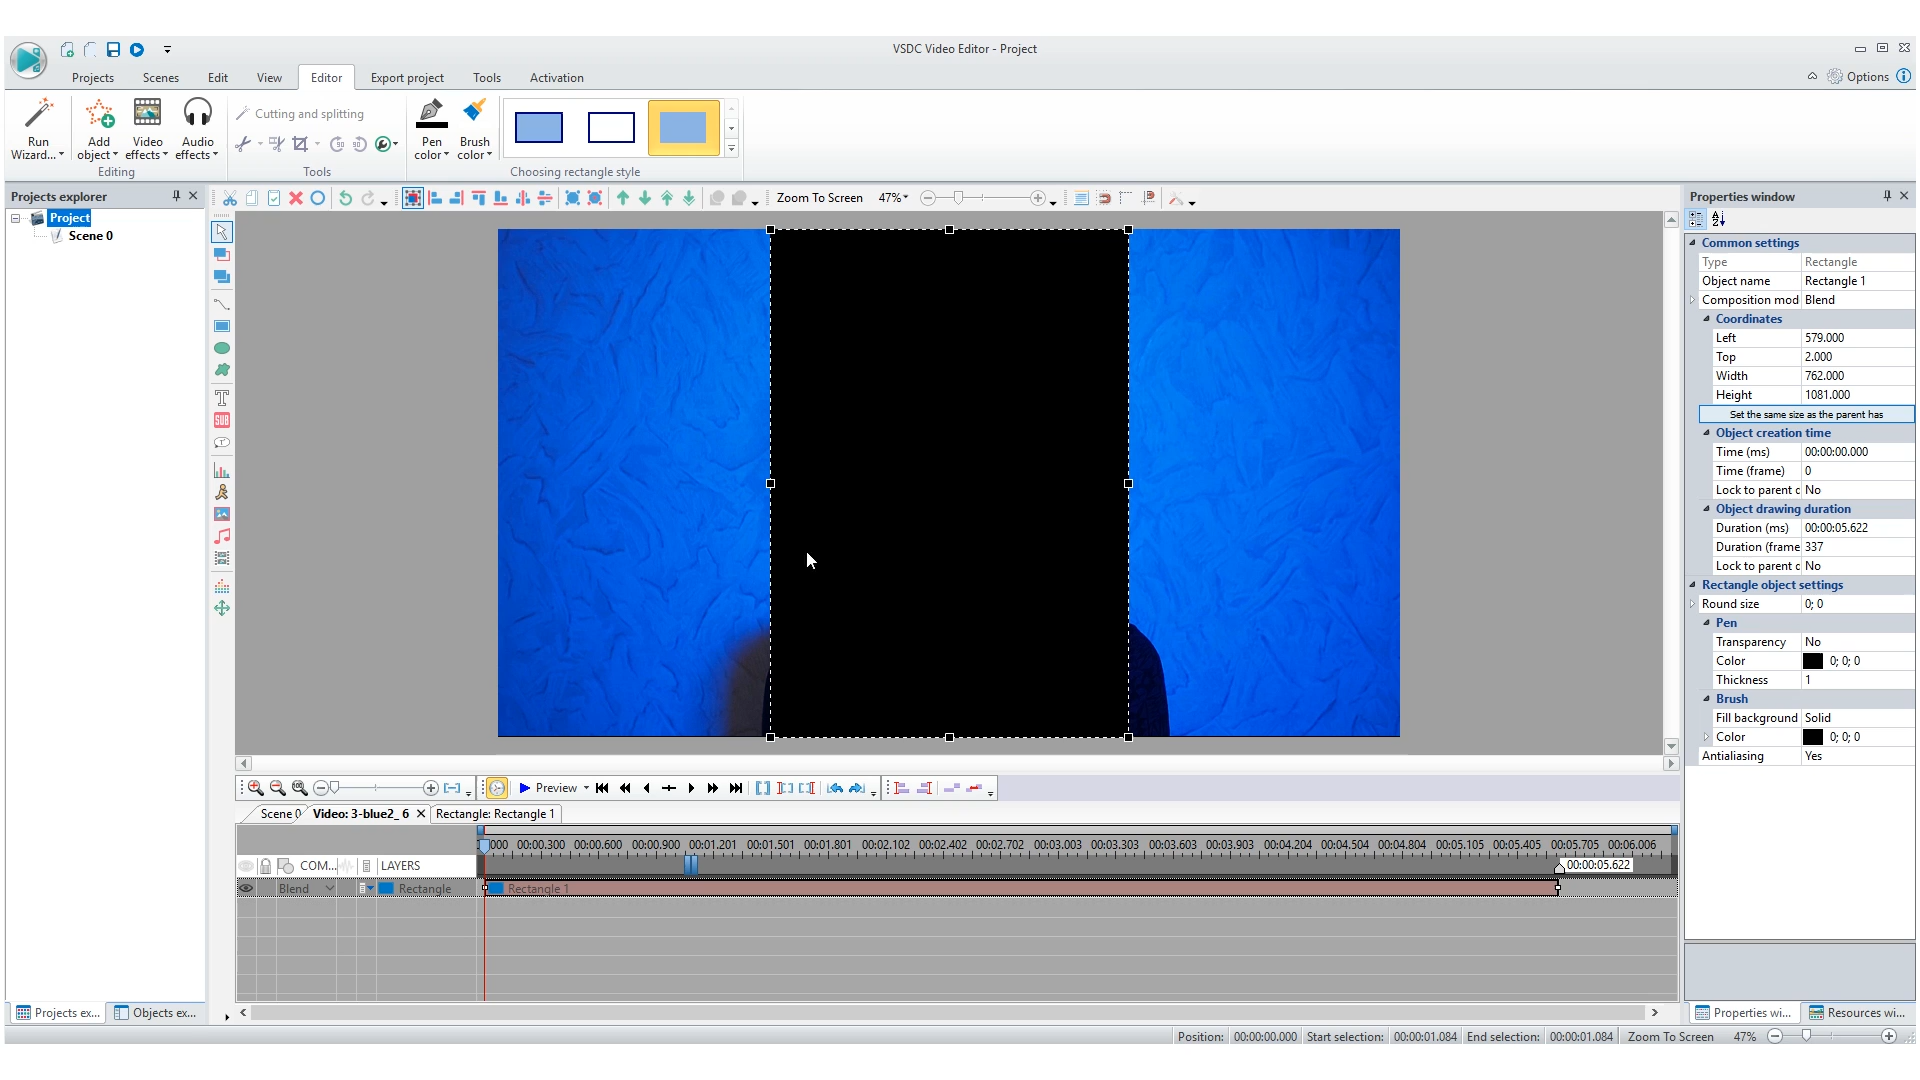 VSDC Video Editor - Project
Projects Scenes Edit View Editor Export project Tools Activation
Options
Run Wizard...
Add object
Video effects
Audio effects
Editing
Cutting and splitting
Tools
Pen color
Brush color
Choosing rectangle style
Projects explorer
Project
Scene 0
Zoom To Screen 47%
SUB
Properties window
Common settings
Type Rectangle
Object name Rectangle 1
Composition mod Blend
Coordinates
Left 579.000
Top 2.000
Width 762.000
Height 1081.000
Set the same size as the parent has
Object creation time
Time (ms) 00:00:00.000
Time (frame) 0
Lock to parent c No
Object drawing duration
Duration (ms) 00:00:05.622
Duration (frame 337
Lock to parent c No
Rectangle object settings
Round size 0; 0
Pen
Transparency No
Color 0; 0; 0
Thickness 1
Brush
Fill background Solid
Color 0; 0; 0
Antialiasing Yes
Preview
Scene 0 Video: 3-blue2_ 6 Rectangle: Rectangle 1
000 00:00.300 00:00.600 00:00.900 00:01.201 00:01.501 00:01.801 00:02.102 00:02.402 00:02.702 00:03.003 00:03.303 00:03.603 00:03.903 00:04.204 00:04.504 00:04.804 00:05.105 00:05.405 00:05.705 00:06.006
COM... LAYERS
00:00:05.622
Blend Rectangle Rectangle 1
Projects ex... Objects ex...
Properties wi... Resources wi...
Position: 00:00:00.000 Start selection: 00:00:01.084 End selection: 00:00:01.084 Zoom To Screen 47%